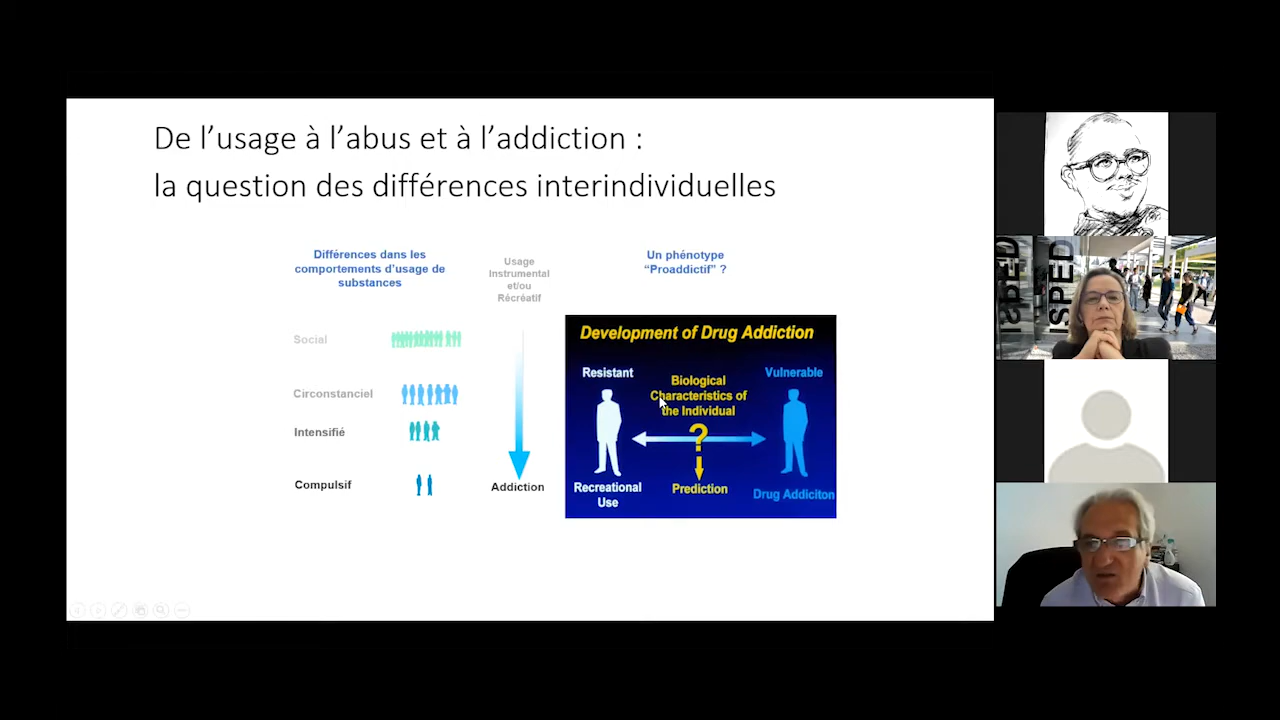 De l’usage à l’abus et à l’addiction :
la question des différences interindividuelles
Différences dans les
comportements d’usage de
substances
Usage
Instrumental
et/ou
Récréatif
Un phénotype
“Proaddictif” ?
Social
Circonstanciel
Intensifié
Compulsif
Addiction
Development of Drug Addiction
Resistant
Biological
Characteristics of
the Individual
Vulnerable
?
Recreational
Use
Prediction
Drug Addiciton
ISPED
ISPED